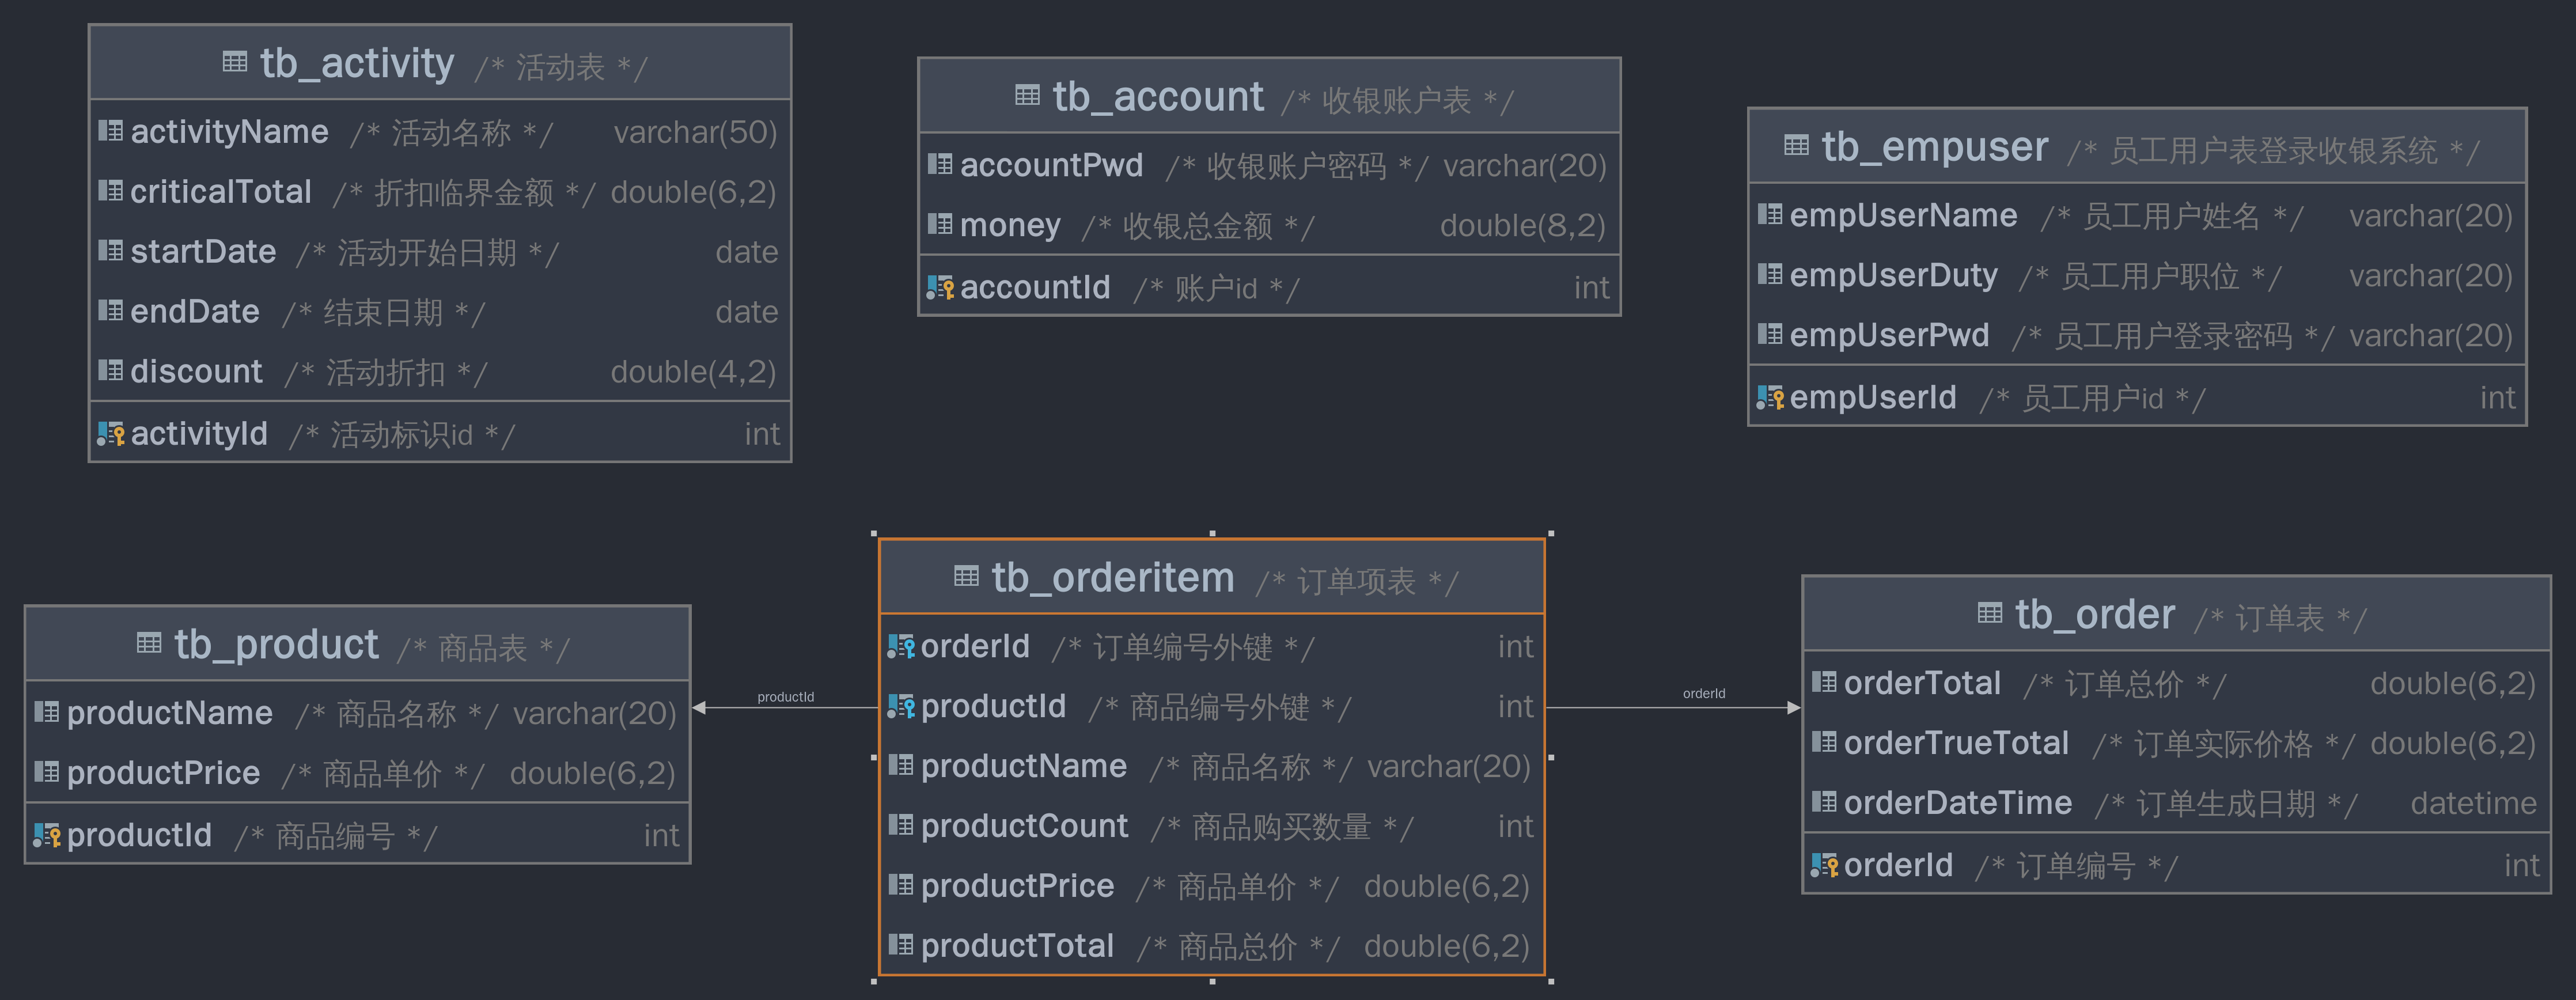 tb_activity /* 活动表 */
activityName /* 活动名称 */ varchar(50)
criticalTotal /* 折扣临界金额 */ double(6,2)
startDate /* 活动开始日期 */ date
endDate /* 结束日期 */ date
discount /* 活动折扣 */ double(4,2)
activityId /* 活动标识id */ int
tb_account /* 收银账户表 */
accountPwd /* 收银账户密码 */ varchar(20)
money /* 收银总金额 */ double(8,2)
accountId /* 账户id */ int
tb_empuser /* 员工用户表登录收银系统 */
empUserName /* 员工用户姓名 */ varchar(20)
empUserDuty /* 员工用户职位 */ varchar(20)
empUserPwd /* 员工用户登录密码 */ varchar(20)
empUserId /* 员工用户id */ int
tb_product /* 商品表 */
productName /* 商品名称 */ varchar(20)
productPrice /* 商品单价 */ double(6,2)
productId /* 商品编号 */ int
productId
tb_orderitem /* 订单项表 */
orderId /* 订单编号外键 */ int
productId /* 商品编号外键 */ int
productName /* 商品名称 */ varchar(20)
productCount /* 商品购买数量 */ int
productPrice /* 商品单价 */ double(6,2)
productTotal /* 商品总价 */ double(6,2)
orderId
tb_order /* 订单表 */
orderTotal /* 订单总价 */ double(6,2)
orderTrueTotal /* 订单实际价格 */ double(6,2)
orderDateTime /* 订单生成日期 */ datetime
orderId /* 订单编号 */ int